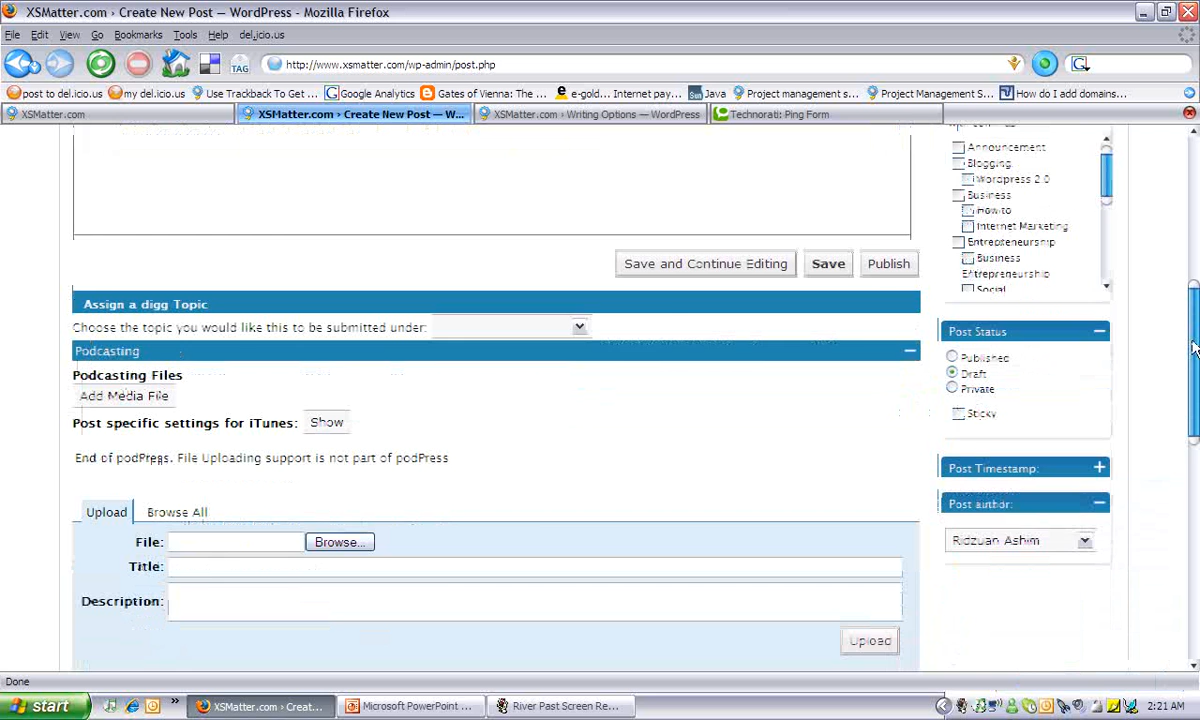 XSMatter.com › Create New Post — WordPress - Mozilla Firefox
File Edit View Go Bookmarks Tools Help del.icio.us
TAG http://www.xsmatter.com/wp-admin/post.php
post to del.icio.us my del.icio.us Use Trackback To Get ... Google Analytics Gates of Vienna: The ... e-gold... Internet pay... Java Project management s... Project Management S... How do I add domains...
XSMatter.com XSMatter.com › Create New Post — W... XSMatter.com › Writing Options — WordPress Technorati: Ping Form
Announcement
Blogging
Wordpress 2.0
Business
How-to
Internet Marketing
Entrepreneurship
Business
Entrepreneurship
Social
Save and Continue Editing Save Publish
Assign a digg Topic
Choose the topic you would like this to be submitted under:
Podcasting
Podcasting Files
Add Media File
Post specific settings for iTunes: Show
End of podPress. File Uploading support is not part of podPress
Post Status
Published
Draft
Private
Sticky
Post Timestamp:
Post author:
Ridzuan Ashim
Upload Browse All
File: Browse...
Title:
Description:
Upload
Done
start XSMatter.com › Creat... Microsoft PowerPoint ... River Past Screen Re... 2:21 AM